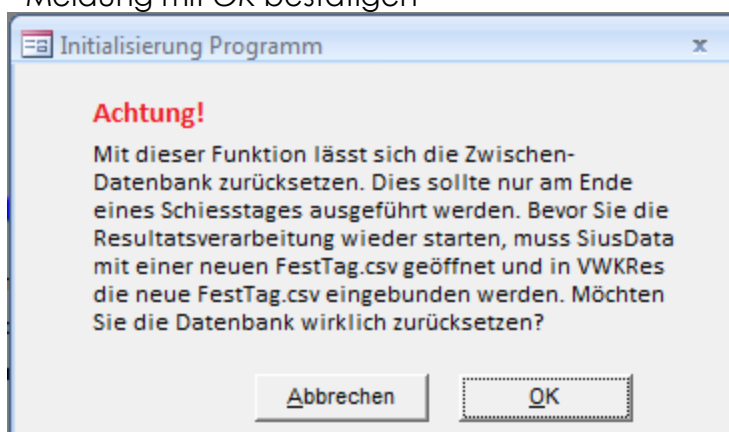 Meldung mit OK bestätigen
Initialisierung Programm
x
Achtung!
Mit dieser Funktion lässt sich die Zwischen-
Datenbank zurücksetzen. Dies sollte nur am Ende
eines Schiesstages ausgeführt werden. Bevor Sie die
Resultatsverarbeitung wieder starten, muss SiusData
mit einer neuen FestTag.csv geöffnet und in VWKRes
die neue FestTag.csv eingebunden werden. Möchten
Sie die Datenbank wirklich zurücksetzen?
Abbrechen
OK